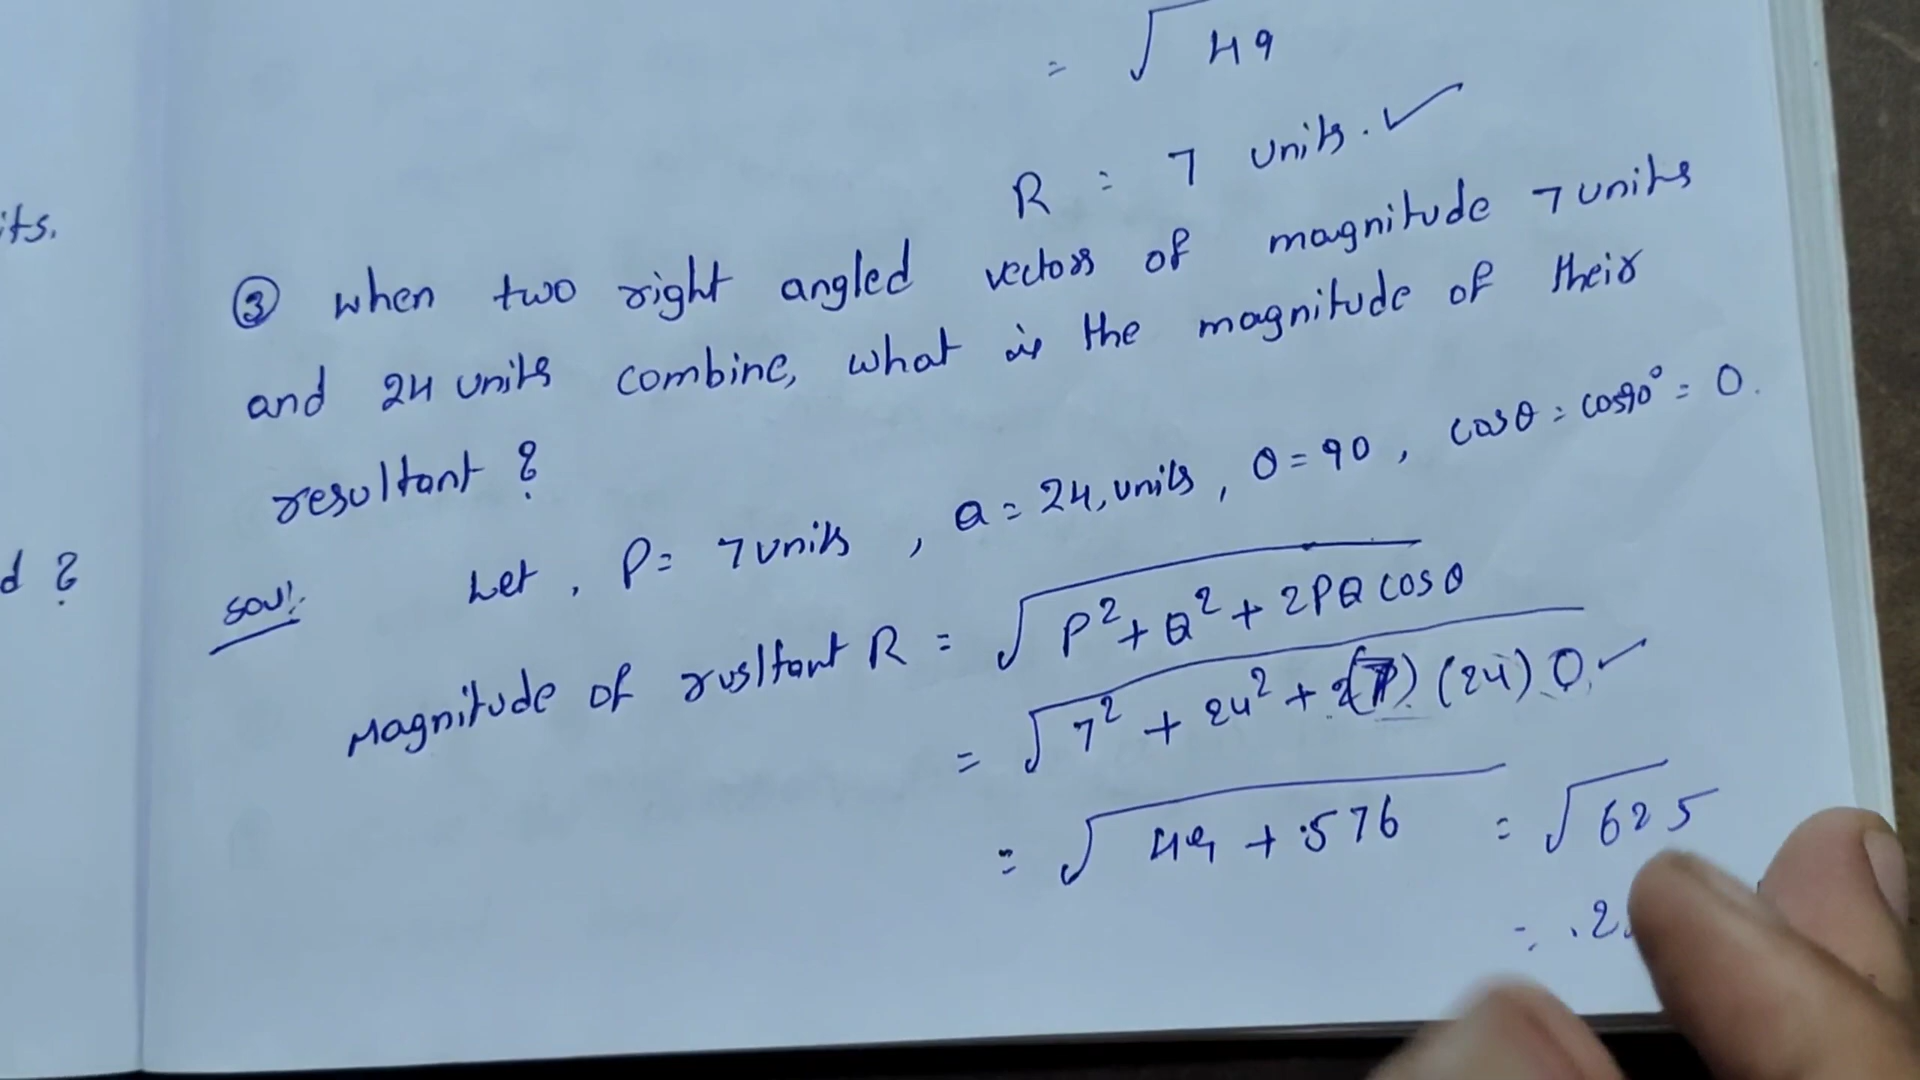 = √49
R = 7 units. ✓
its.
③ when two right angled vectors of magnitude 7 units
and 24 units combine, what is the magnitude of their
resultant ?
d ?
Sol:
Let, P = 7 units, Q = 24, units, θ = 90, cosθ = cos90° = 0.
Magnitude of rusltant R = √P² + Q² + 2PQ cosθ
= √7² + 24² + 2(7) (24) 0 ✓
= √49 + 576 = √625
= .2